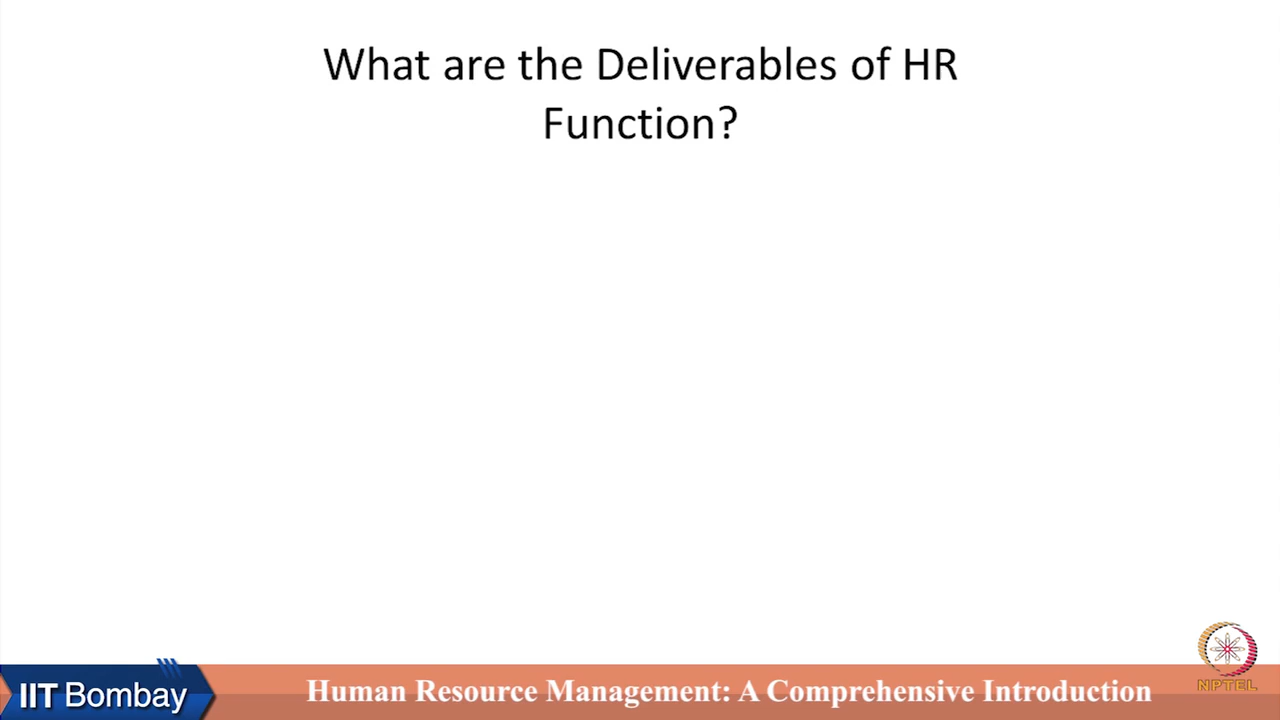 What are the Deliverables of HR
Function?
NPTEL
IIT Bombay
Human Resource Management: A Comprehensive Introduction